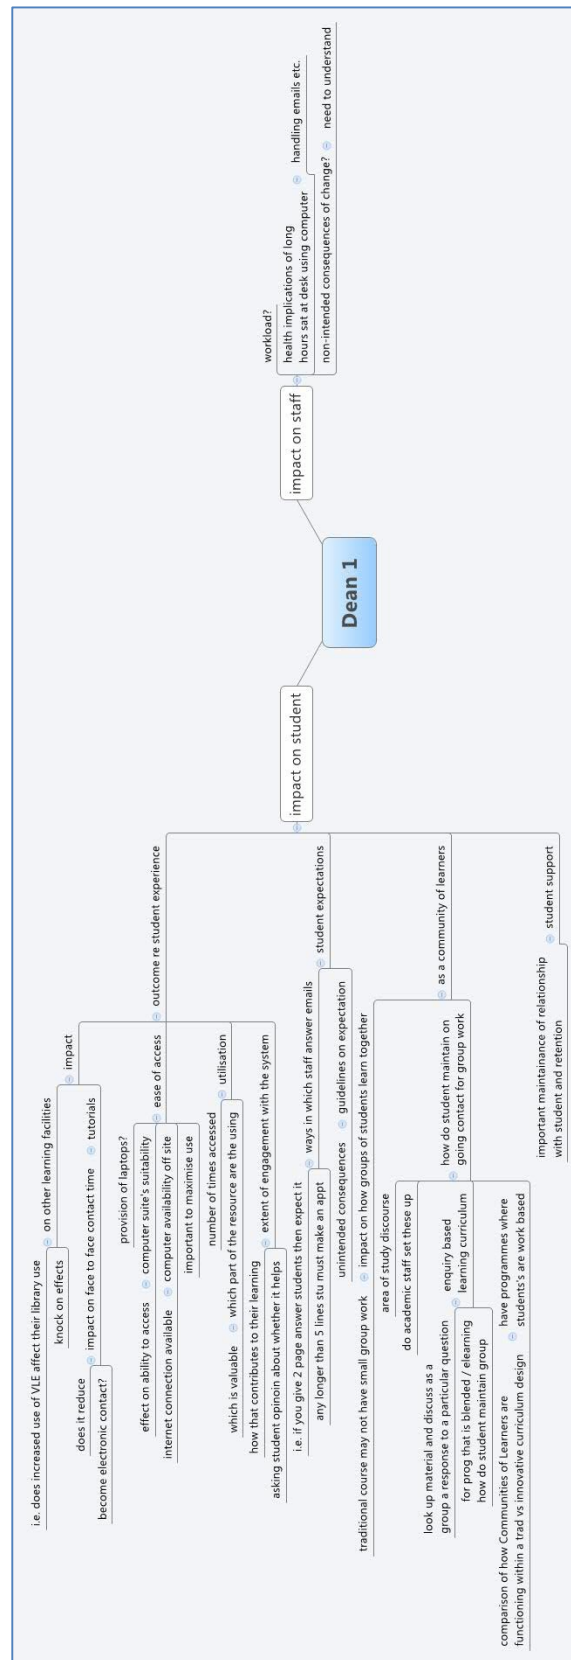 Dean 1
impact on staff
workload?
health implications of long
hours sat at desk using computer
handling emails etc.
non-intended consequences of change?
need to understand
impact on student
outcome re student experience
impact
on other learning facilities
i.e. does increased use of VLE affect their library use
knock on effects
tutorials
impact on face to face contact time
does it reduce
become electronic contact?
ease of access
provision of laptops?
computer suite's suitability
effect on ability to access
computer availability off site
internet connection available
important to maximise use
utilisation
number of times accessed
which part of the resource are the using
which is valuable
extent of engagement with the system
how that contributes to their learning
asking student opinoin about whether it helps
student expectations
ways in which staff answer emails
i.e. if you give 2 page answer students then expect it
any longer than 5 lines stu must make an appt
guidelines on expectation
unintended consequences
as a community of learners
impact on how groups of students learn together
traditional course may not have small group work
how do student maintain on
going contact for group work
area of study discourse
do academic staff set these up
enquiry based
learning curriculum
look up material and discuss as a
group a response to a particular question
for prog that is blended / elearning
how do student maintain group
have programmes where
students's are work based
comparison of how Communities of Learners are
functioning within a trad vs innovative curriculum design
student support
important maintainance of relationship
with student and retention